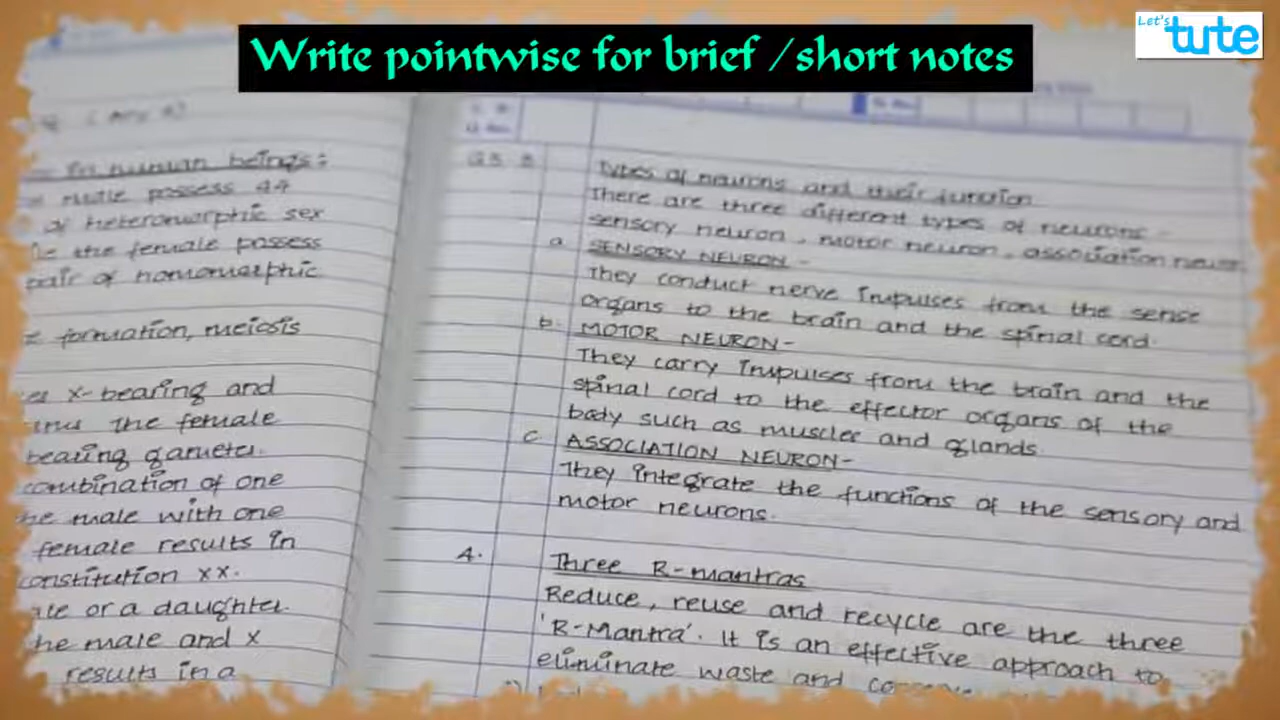 Write pointwise for brief / short notes
Let's
tute
in human beings:
male possess 44
of heteromorphic sex
the female possess
pair of homomorphic
formation, meiosis
X-bearing and
the female
bearing gametes.
combination of one
male with one
female results in
constitution XX.
or a daughter.
male and X
results in a
Types of neurons and their function
There are three different types of neurons -
sensory neuron, motor neuron, association
a SENSORY NEURON -
They conduct nerve impulses from the sense
organs to the brain and the spinal cord.
b. MOTOR NEURON -
They carry impulses from the brain and the
spinal cord to the effector organs of the
body such as muscles and glands.
c ASSOCIATION NEURON -
They integrate the functions of the sensory and
motor neurons.
4. Three R-mantras
Reduce, reuse and recycle are the three
'R-Mantra'. It is an effective approach to
eliminate waste and